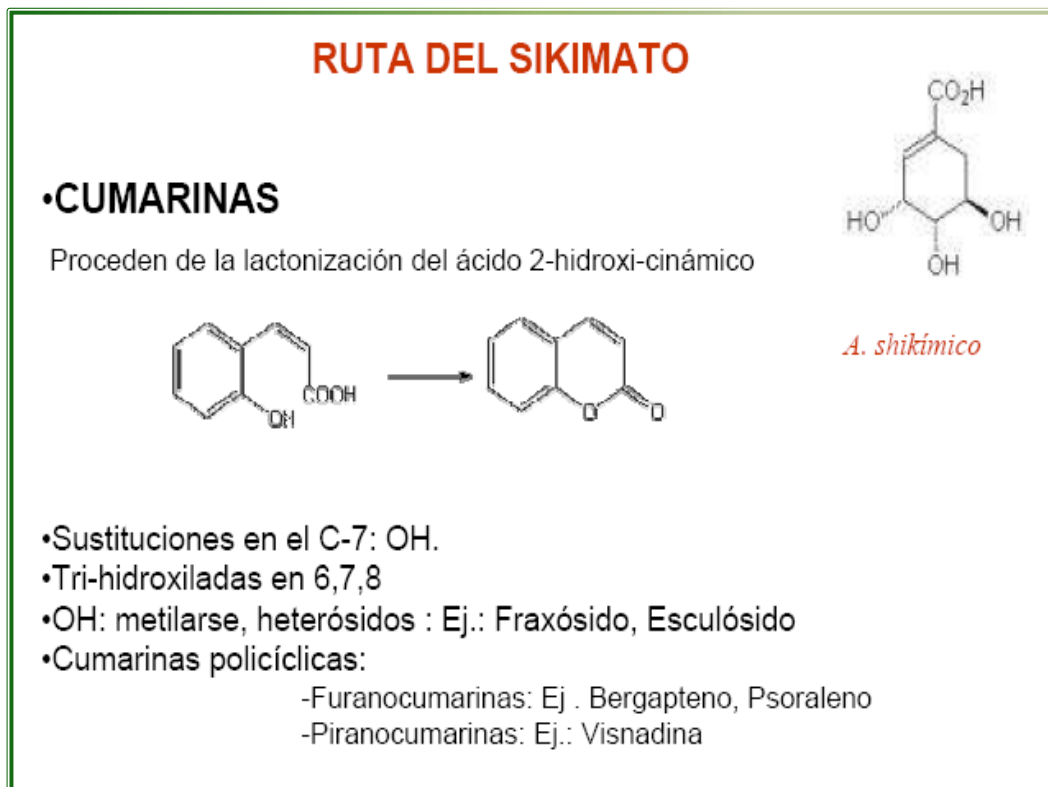 RUTA DEL SIKIMATO
CO₂H
HO
OH
OH
A. shikímico
•CUMARINAS
Proceden de la lactonización del ácido 2-hidroxi-cinámico
COOH
OH
O
O
•Sustituciones en el C-7: OH.
•Tri-hidroxiladas en 6,7,8
•OH: metilarse, heterósidos : Ej.: Fraxósido, Esculósido
•Cumarinas policíclicas:
-Furanocumarinas: Ej . Bergapteno, Psoraleno
-Piranocumarinas: Ej.: Visnadina